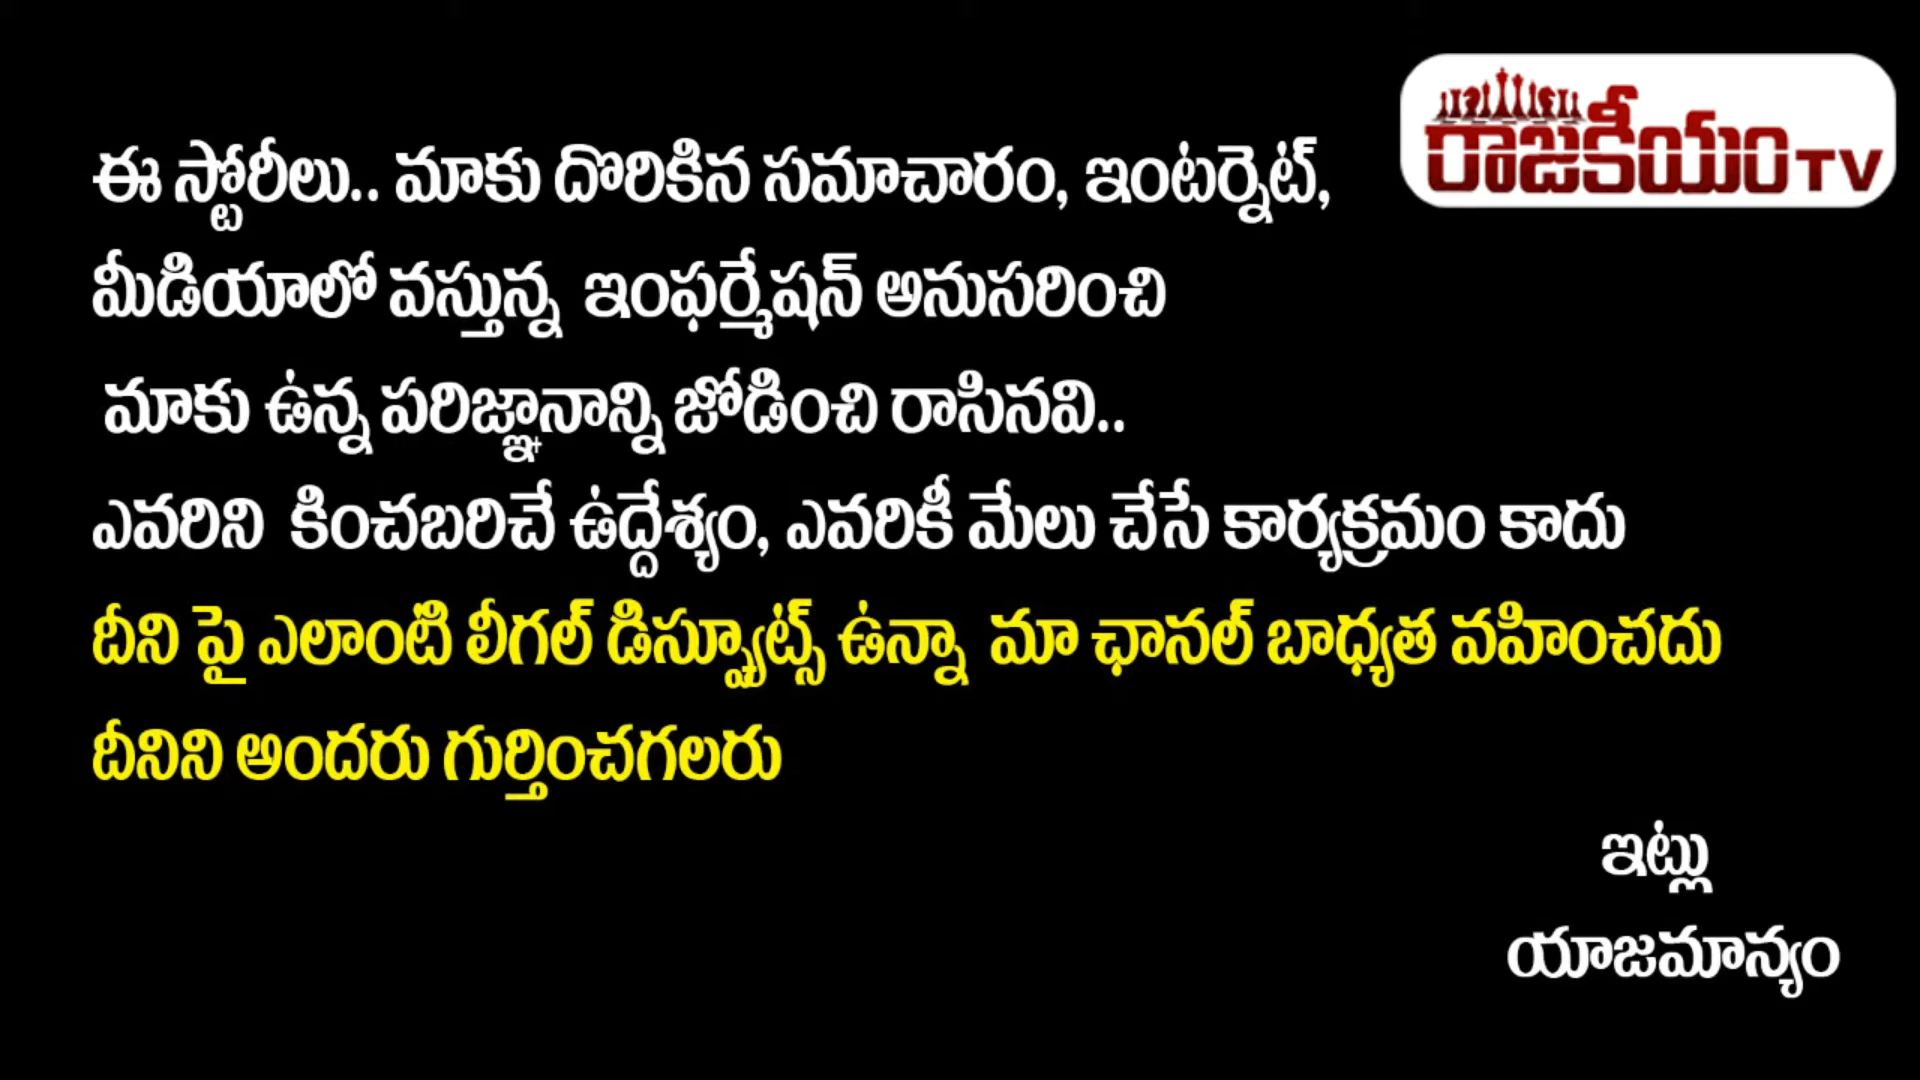 రాజకీయం TV
ఈ స్టోరీలు.. మాకు దొరికిన సమాచారం, ఇంటర్నెట్,
మీడియాలో వస్తున్న ఇంఫర్మేషన్ అనుసరించి
మాకు ఉన్న పరిజ్ఞానాన్ని జోడించి రాసినవి..
ఎవరిని కించబరిచే ఉద్దేశ్యం, ఎవరికీ మేలు చేసే కార్యక్రమం కాదు
దీని పై ఎలాంటి లీగల్ డిస్ప్యూట్స్ ఉన్నా మా ఛానల్ బాధ్యత వహించదు
దీనిని అందరు గుర్తించగలరు
ఇట్లు
యాజమాన్యం